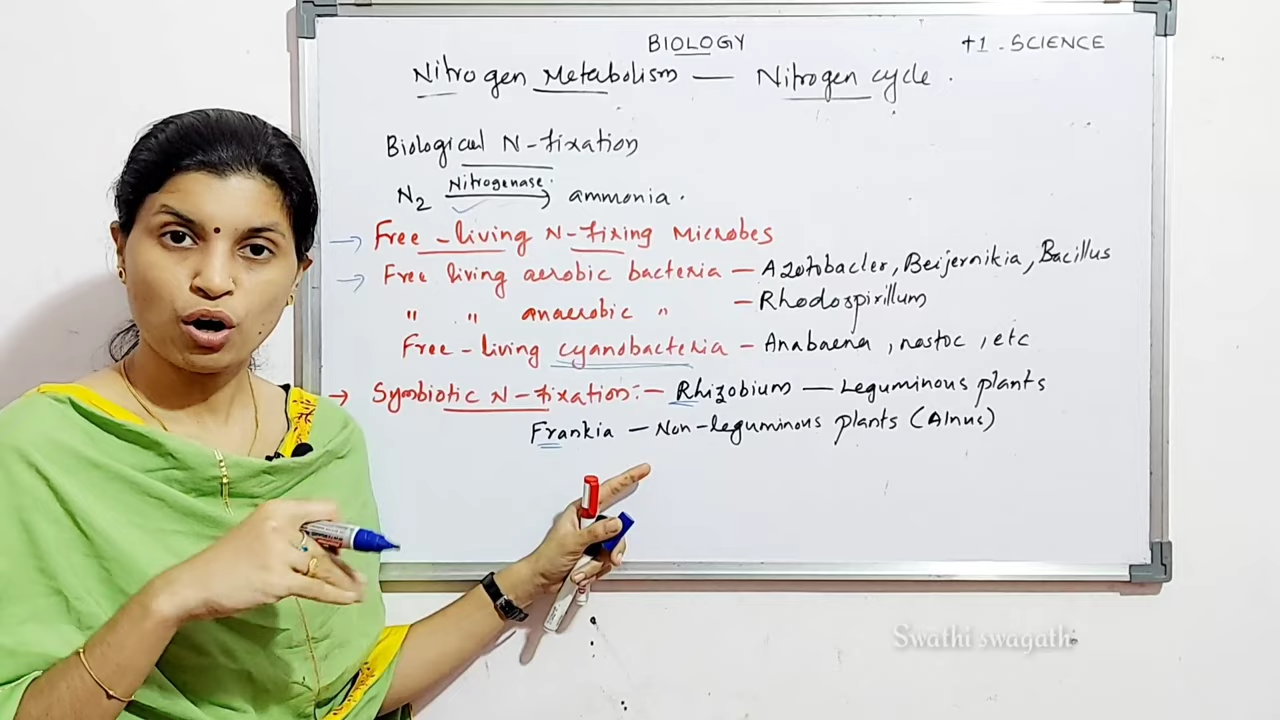 BIOLOGY
+1 - SCIENCE
Nitrogen Metabolism — Nitrogen cycle.
Biological N-fixation
N2 Nitrogenase. ammonia.
→ Free-living N-fixing Microbes
→ Free living aerobic bacteria — Azotobacter, Beijernikia, Bacillus
" " anaerobic " — Rhodospirillum
Free-living cyanobacteria — Anabaena, nostoc, etc
→ Symbiotic N-fixation:- Rhizobium — Leguminous plants
Frankia — Non-leguminous plants (Alnus)
Swathi swagath